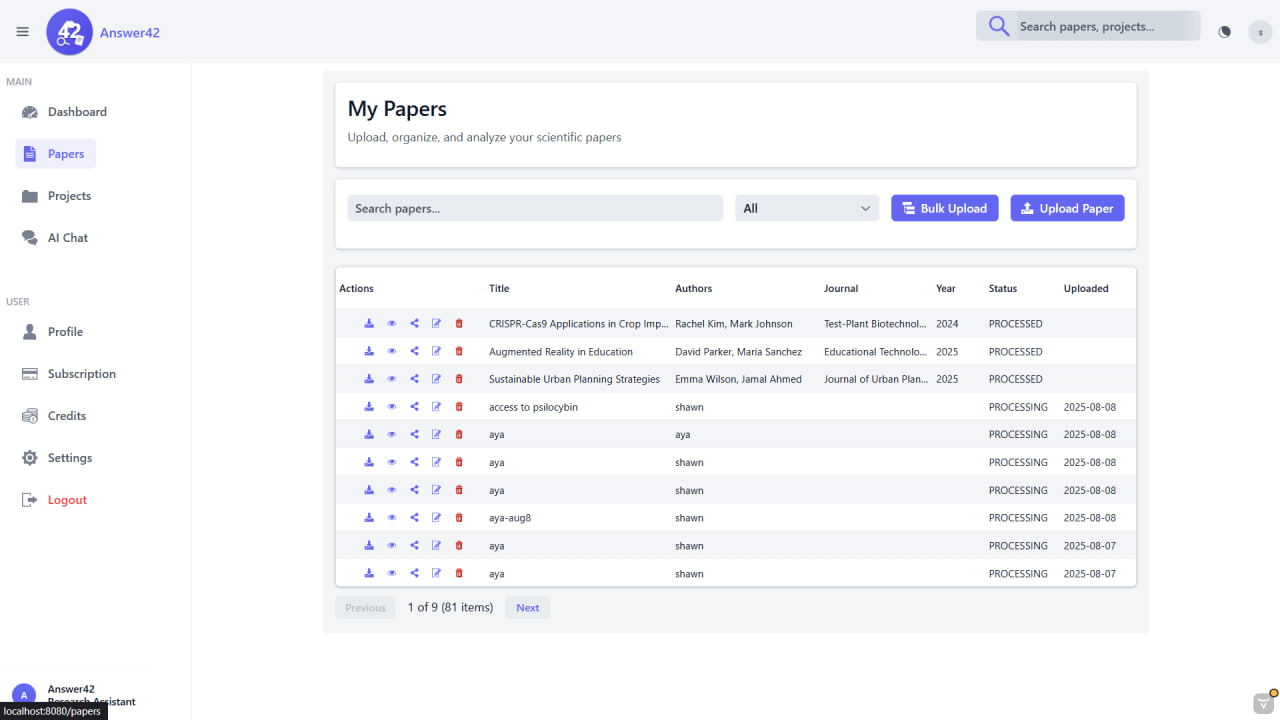 42
Answer42
Search papers, projects...
s
MAIN
Dashboard
Papers
Projects
AI Chat
USER
Profile
Subscription
Credits
Settings
Logout
A
Answer42
Research Assistant
localhost:8080/papers
My Papers
Upload, organize, and analyze your scientific papers
Search papers...
All
Bulk Upload
Upload Paper
Actions Title Authors Journal Year Status Uploaded
CRISPR-Cas9 Applications in Crop Imp... Rachel Kim, Mark Johnson Test-Plant Biotechnol... 2024 PROCESSED
Augmented Reality in Education David Parker, Maria Sanchez Educational Technolo... 2025 PROCESSED
Sustainable Urban Planning Strategies Emma Wilson, Jamal Ahmed Journal of Urban Plan... 2025 PROCESSED
access to psilocybin shawn PROCESSING 2025-08-08
aya aya PROCESSING 2025-08-08
aya shawn PROCESSING 2025-08-08
aya shawn PROCESSING 2025-08-08
aya-aug8 shawn PROCESSING 2025-08-08
aya shawn PROCESSING 2025-08-07
aya shawn PROCESSING 2025-08-07
Previous 1 of 9 (81 items) Next